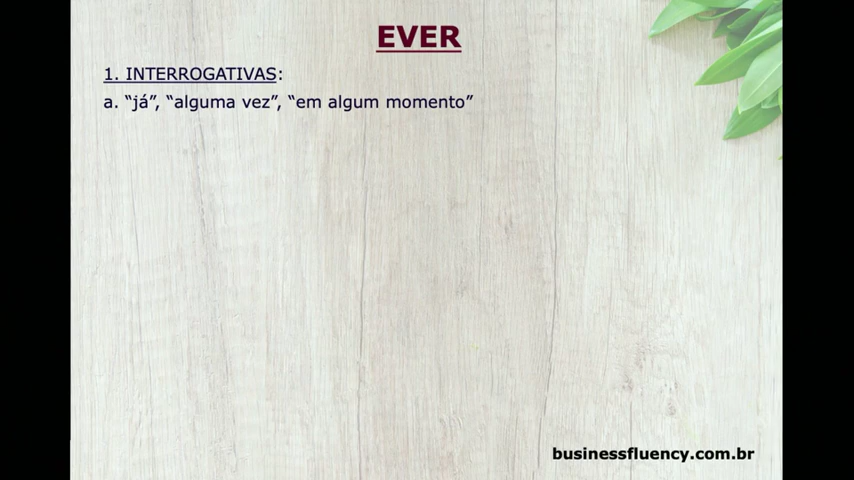 EVER
1. INTERROGATIVAS:
a. “já”, “alguma vez”, “em algum momento”
businessfluency.com.br